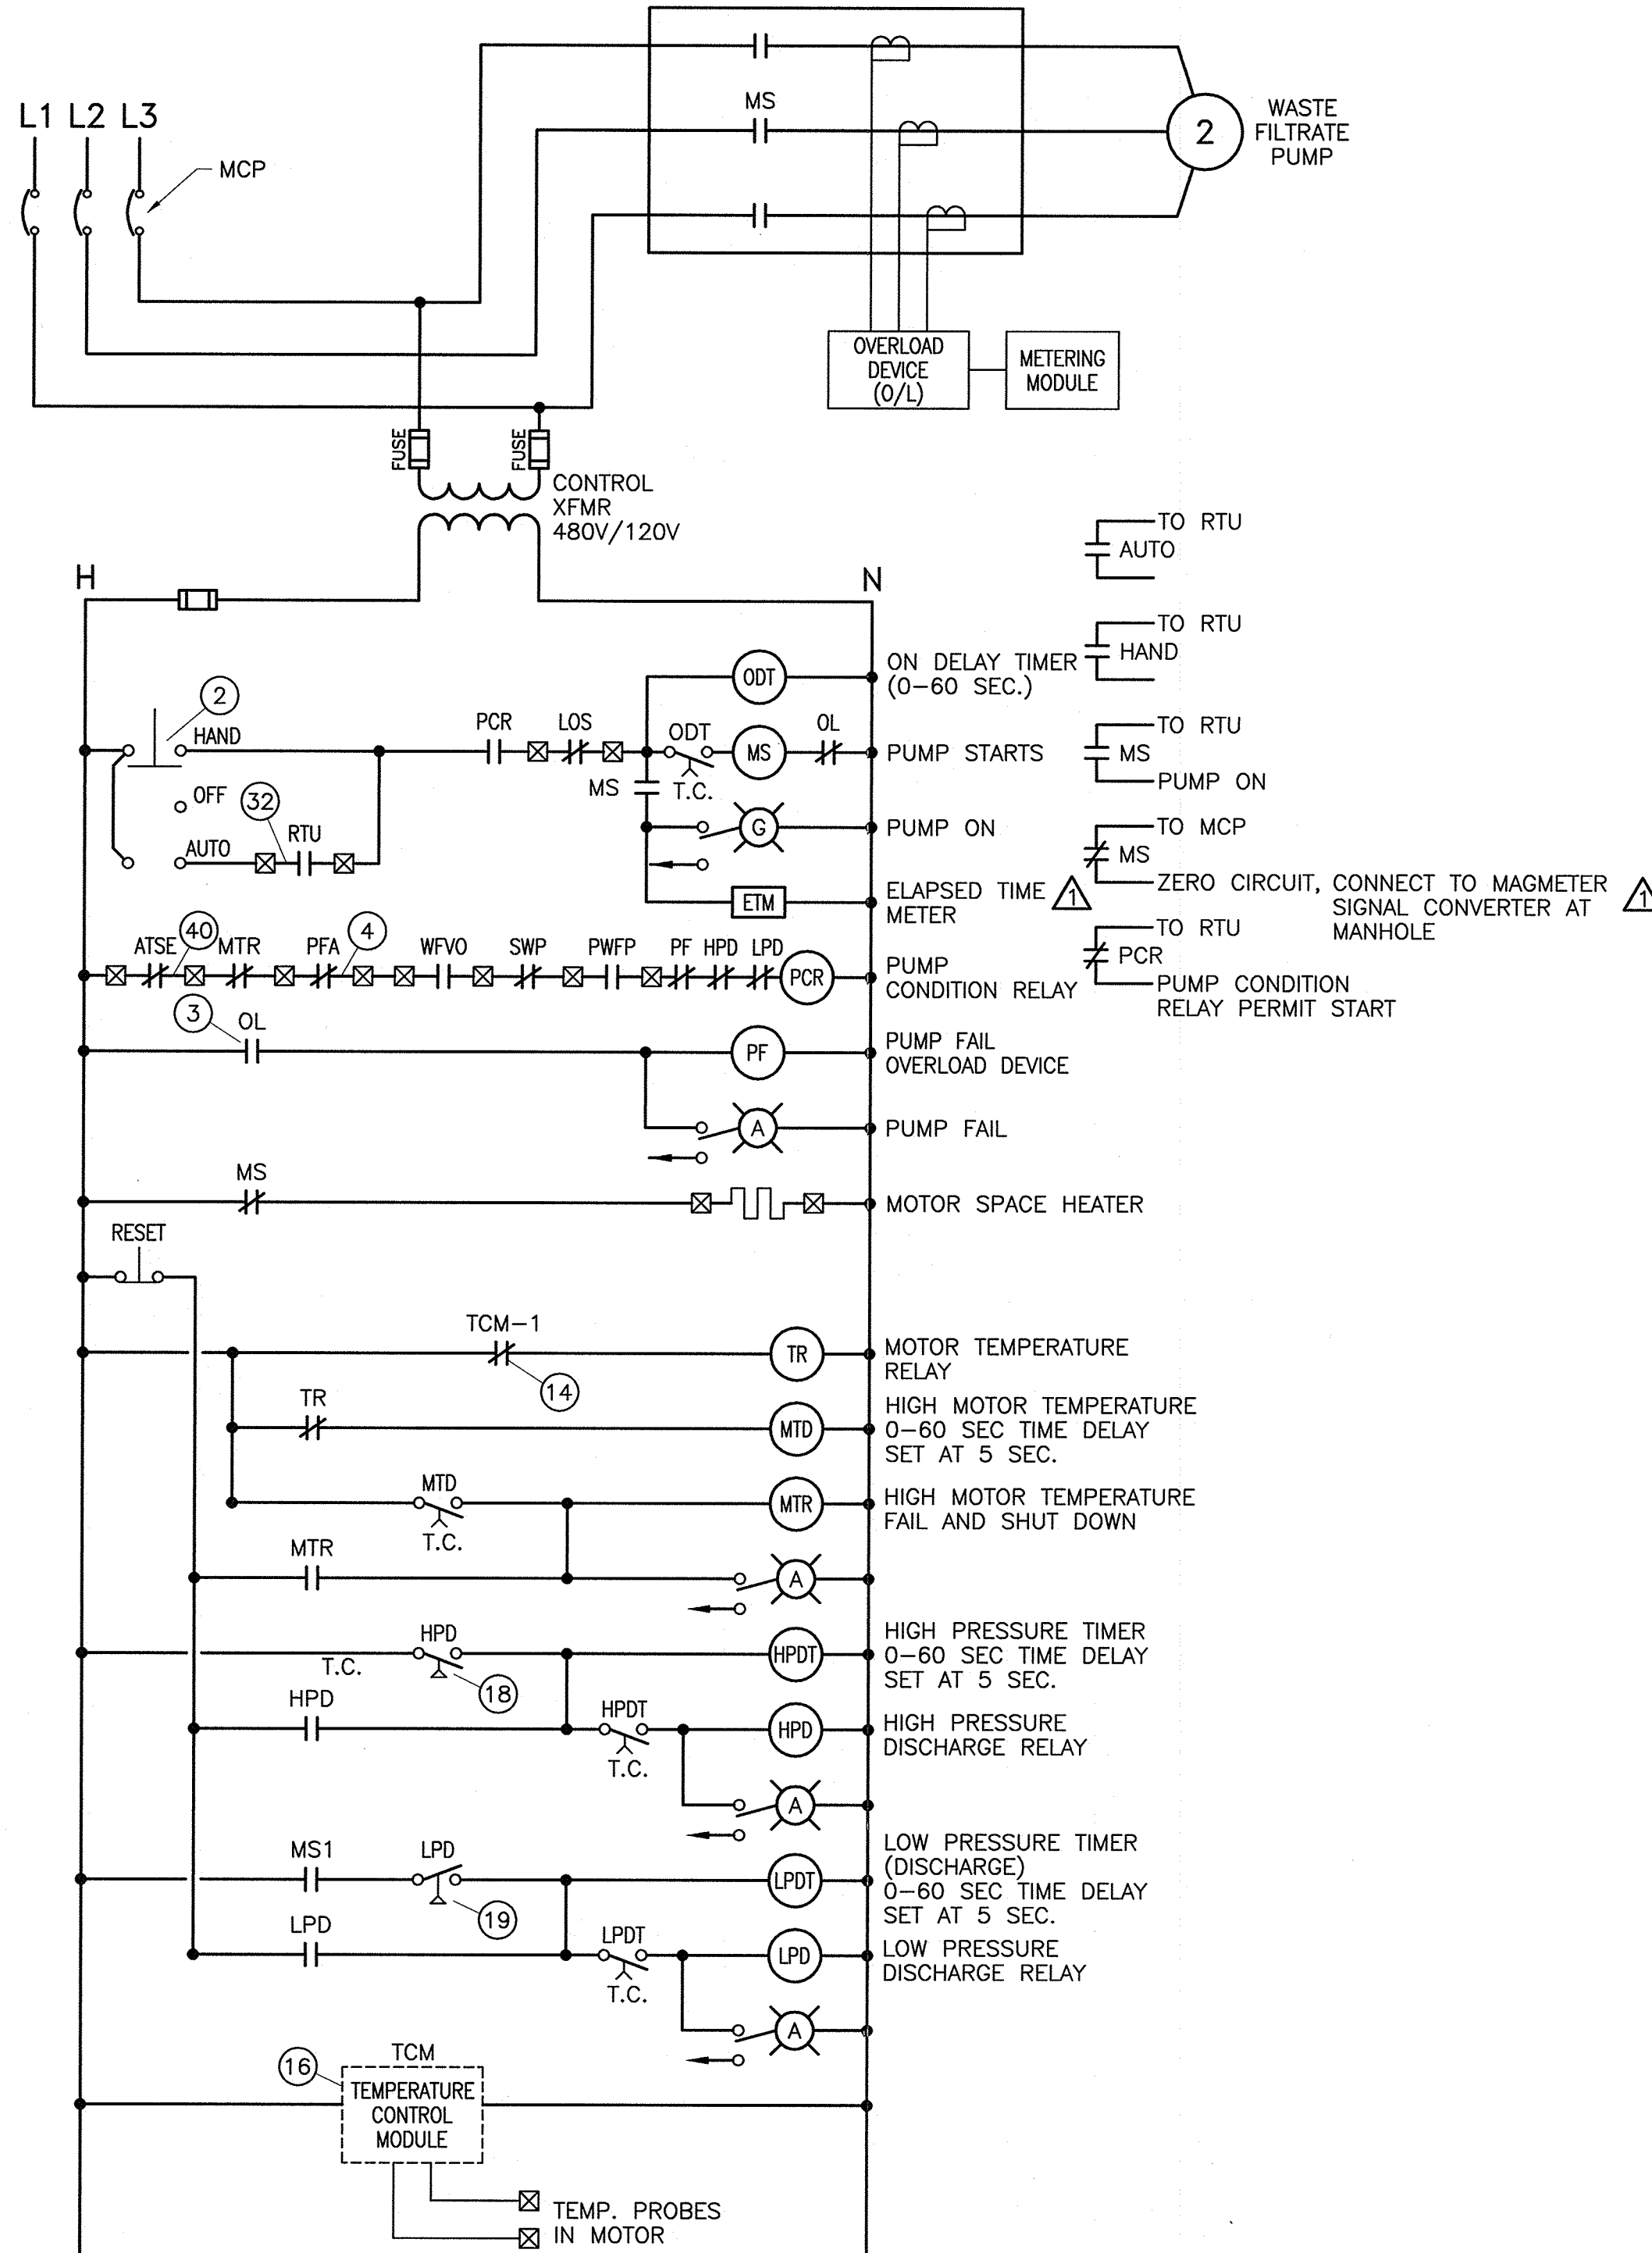 L1 L2 L3
MCP
MS
2
WASTE
FILTRATE
PUMP
OVERLOAD
DEVICE
(O/L)
METERING
MODULE
FUSE
FUSE
CONTROL
XFMR
480V/120V
H
N
TO RTU
AUTO
TO RTU
HAND
TO RTU
MS
PUMP ON
TO MCP
MS
ZERO CIRCUIT, CONNECT TO MAGMETER
SIGNAL CONVERTER AT
MANHOLE
1
TO RTU
PCR
PUMP CONDITION
RELAY PERMIT START
ODT
ON DELAY TIMER
(0-60 SEC.)
2
HAND
PCR
LOS
ODT
T.C.
MS
OL
PUMP STARTS
OFF
32
MS
G
PUMP ON
AUTO
RTU
ETM
ELAPSED TIME
METER
1
ATSE
40
MTR
PFA
4
WFVO
SWP
PWFP
PF
HPD
LPD
PCR
PUMP
CONDITION RELAY
3
OL
PF
PUMP FAIL
OVERLOAD DEVICE
A
PUMP FAIL
MS
MOTOR SPACE HEATER
RESET
TCM-1
14
TR
MOTOR TEMPERATURE
RELAY
TR
MTD
HIGH MOTOR TEMPERATURE
0-60 SEC TIME DELAY
SET AT 5 SEC.
MTD
T.C.
MTR
HIGH MOTOR TEMPERATURE
FAIL AND SHUT DOWN
MTR
A
HPD
T.C.
18
HPDT
HIGH PRESSURE TIMER
0-60 SEC TIME DELAY
SET AT 5 SEC.
HPD
HPDT
T.C.
HPD
HIGH PRESSURE
DISCHARGE RELAY
A
MS1
LPD
19
LPDT
LOW PRESSURE TIMER
(DISCHARGE)
0-60 SEC TIME DELAY
SET AT 5 SEC.
LPD
LPDT
T.C.
LPD
LOW PRESSURE
DISCHARGE RELAY
A
16
TCM
TEMPERATURE
CONTROL
MODULE
TEMP. PROBES
IN MOTOR